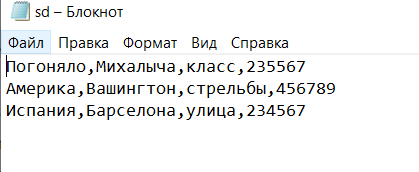 sd – Блокнот
Файл Правка Формат Вид Справка
Погоняло,Михалыча,класс,235567
Америка,Вашингтон,стрельбы,456789
Испания,Барселона,улица,234567